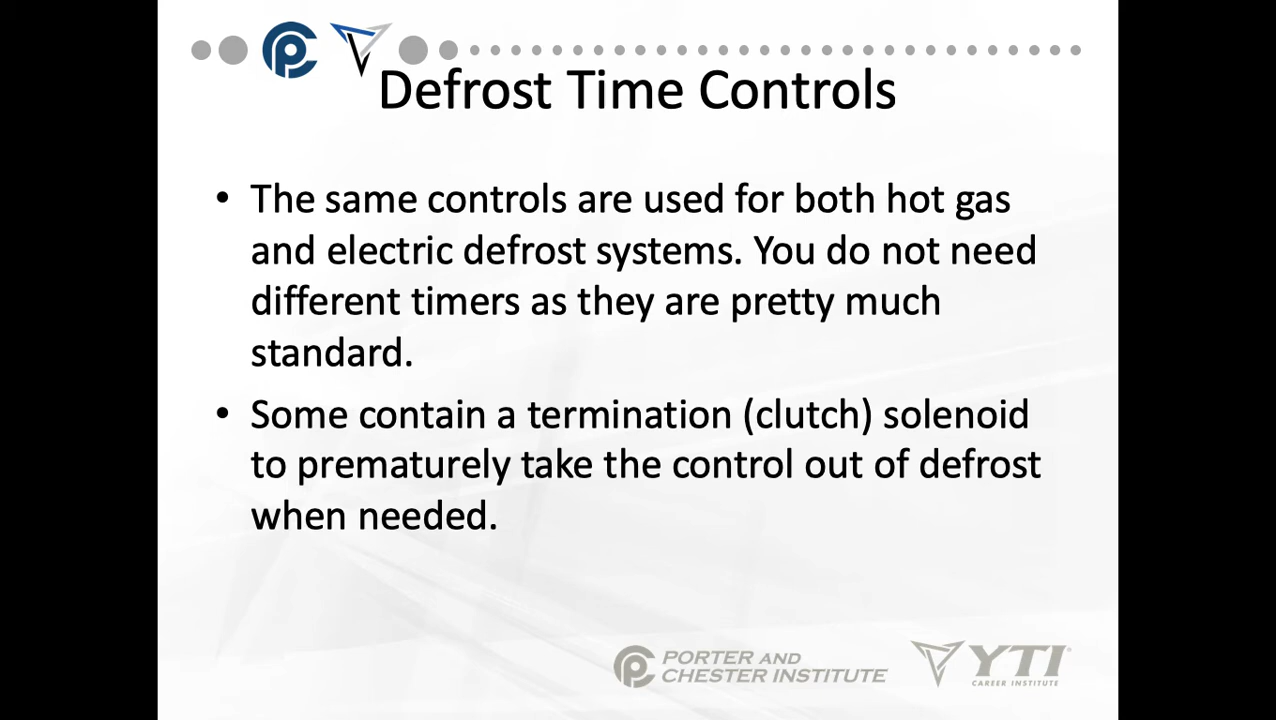 Defrost Time Controls
• The same controls are used for both hot gas
and electric defrost systems. You do not need
different timers as they are pretty much
standard.
• Some contain a termination (clutch) solenoid
to prematurely take the control out of defrost
when needed.
PORTER AND
CHESTER INSTITUTE
YTI
CAREER INSTITUTE